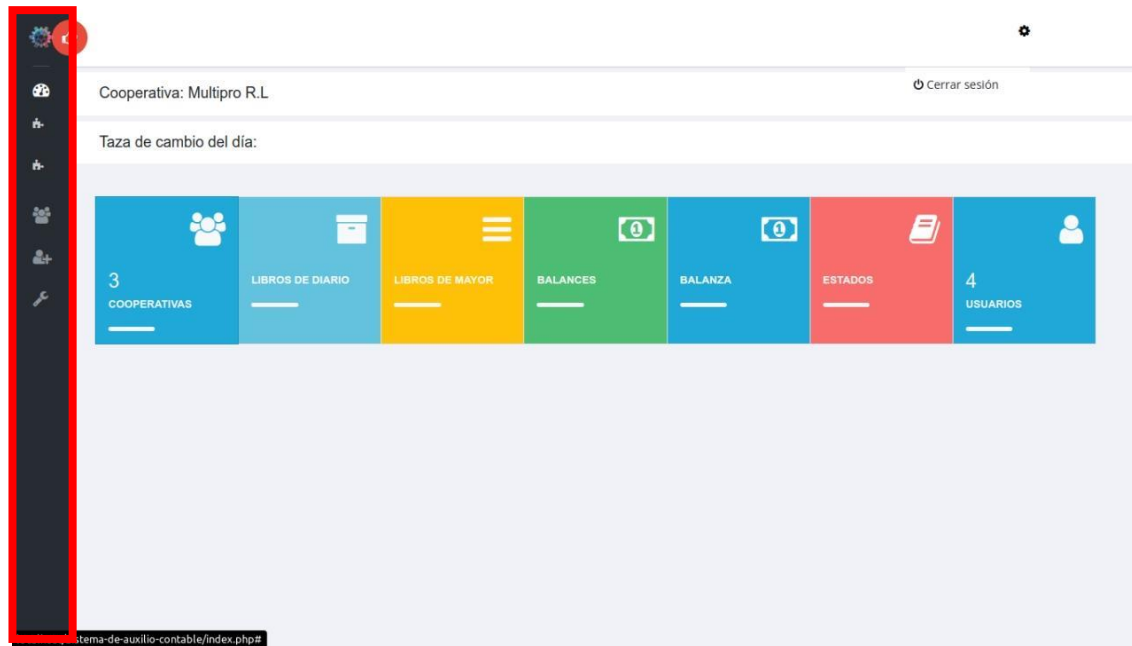 Cerrar sesión
Cooperativa: Multipro R.L
Taza de cambio del día:
3
COOPERATIVAS
LIBROS DE DIARIO
LIBROS DE MAYOR
BALANCES
BALANZA
ESTADOS
4
USUARIOS
tema-de-auxilio-contable/index.php#